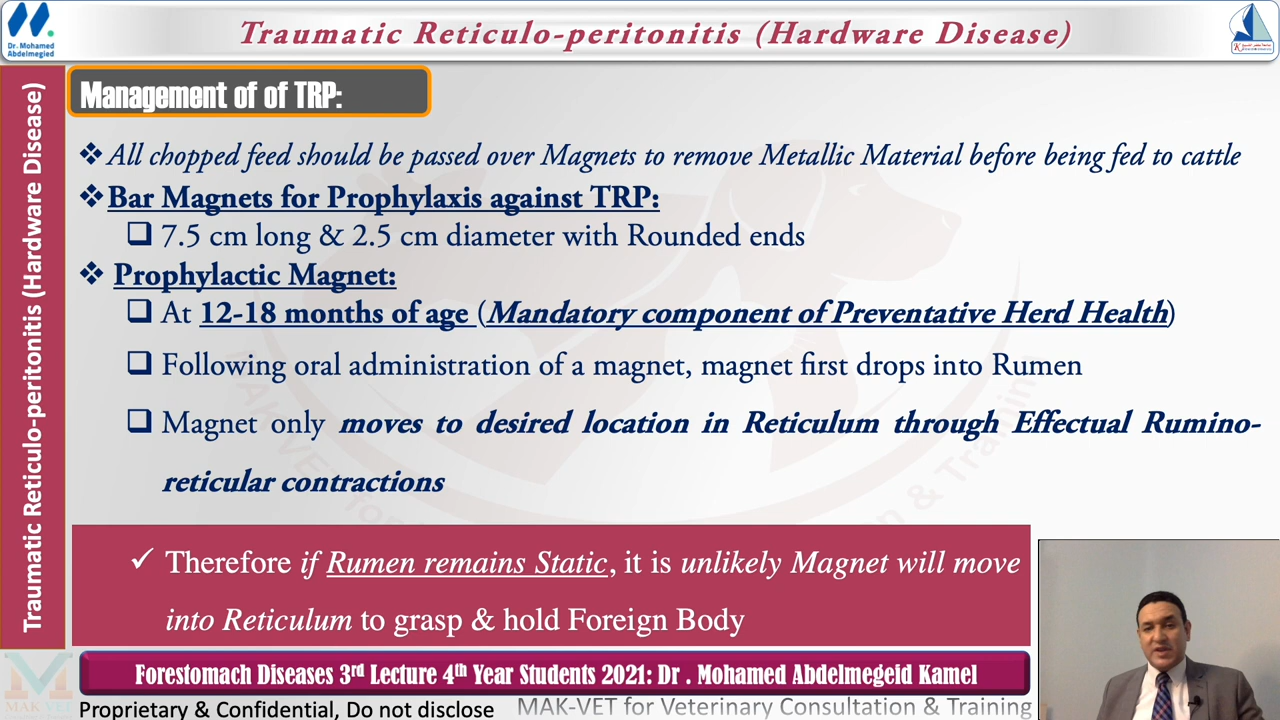 Dr. Mohamed
Abdelmegied
Traumatic Reticulo-peritonitis (Hardware Disease)
Traumatic Reticulo-peritonitis (Hardware Disease)
Management of of TRP:
❖ All chopped feed should be passed over Magnets to remove Metallic Material before being fed to cattle
❖ Bar Magnets for Prophylaxis against TRP:
❑ 7.5 cm long & 2.5 cm diameter with Rounded ends
❖ Prophylactic Magnet:
❑ At 12-18 months of age (Mandatory component of Preventative Herd Health)
❑ Following oral administration of a magnet, magnet first drops into Rumen
❑ Magnet only moves to desired location in Reticulum through Effectual Rumino-
reticular contractions
✓ Therefore if Rumen remains Static, it is unlikely Magnet will move
into Reticulum to grasp & hold Foreign Body
Forestomach Diseases 3rd Lecture 4th Year Students 2021: Dr . Mohamed Abdelmegeid Kamel
MAK-VET
Proprietary & Confidential, Do not disclose
MAK-VET for Veterinary Consultation & Training